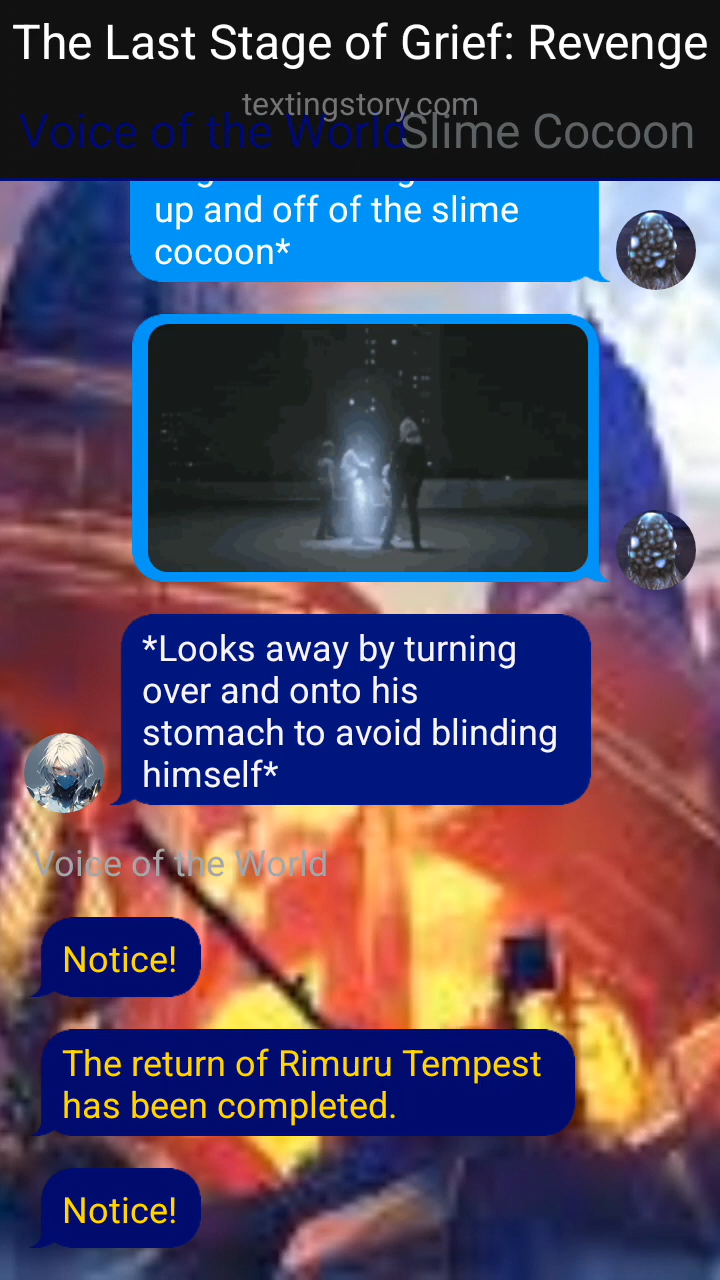 The Last Stage of Grief: Revenge
textingstory.com
Voice of the World
Slime Cocoon
up and off of the slime
cocoon*
*Looks away by turning
over and onto his
stomach to avoid blinding
himself*
Voice of the World
Notice!
The return of Rimuru Tempest
has been completed.
Notice!